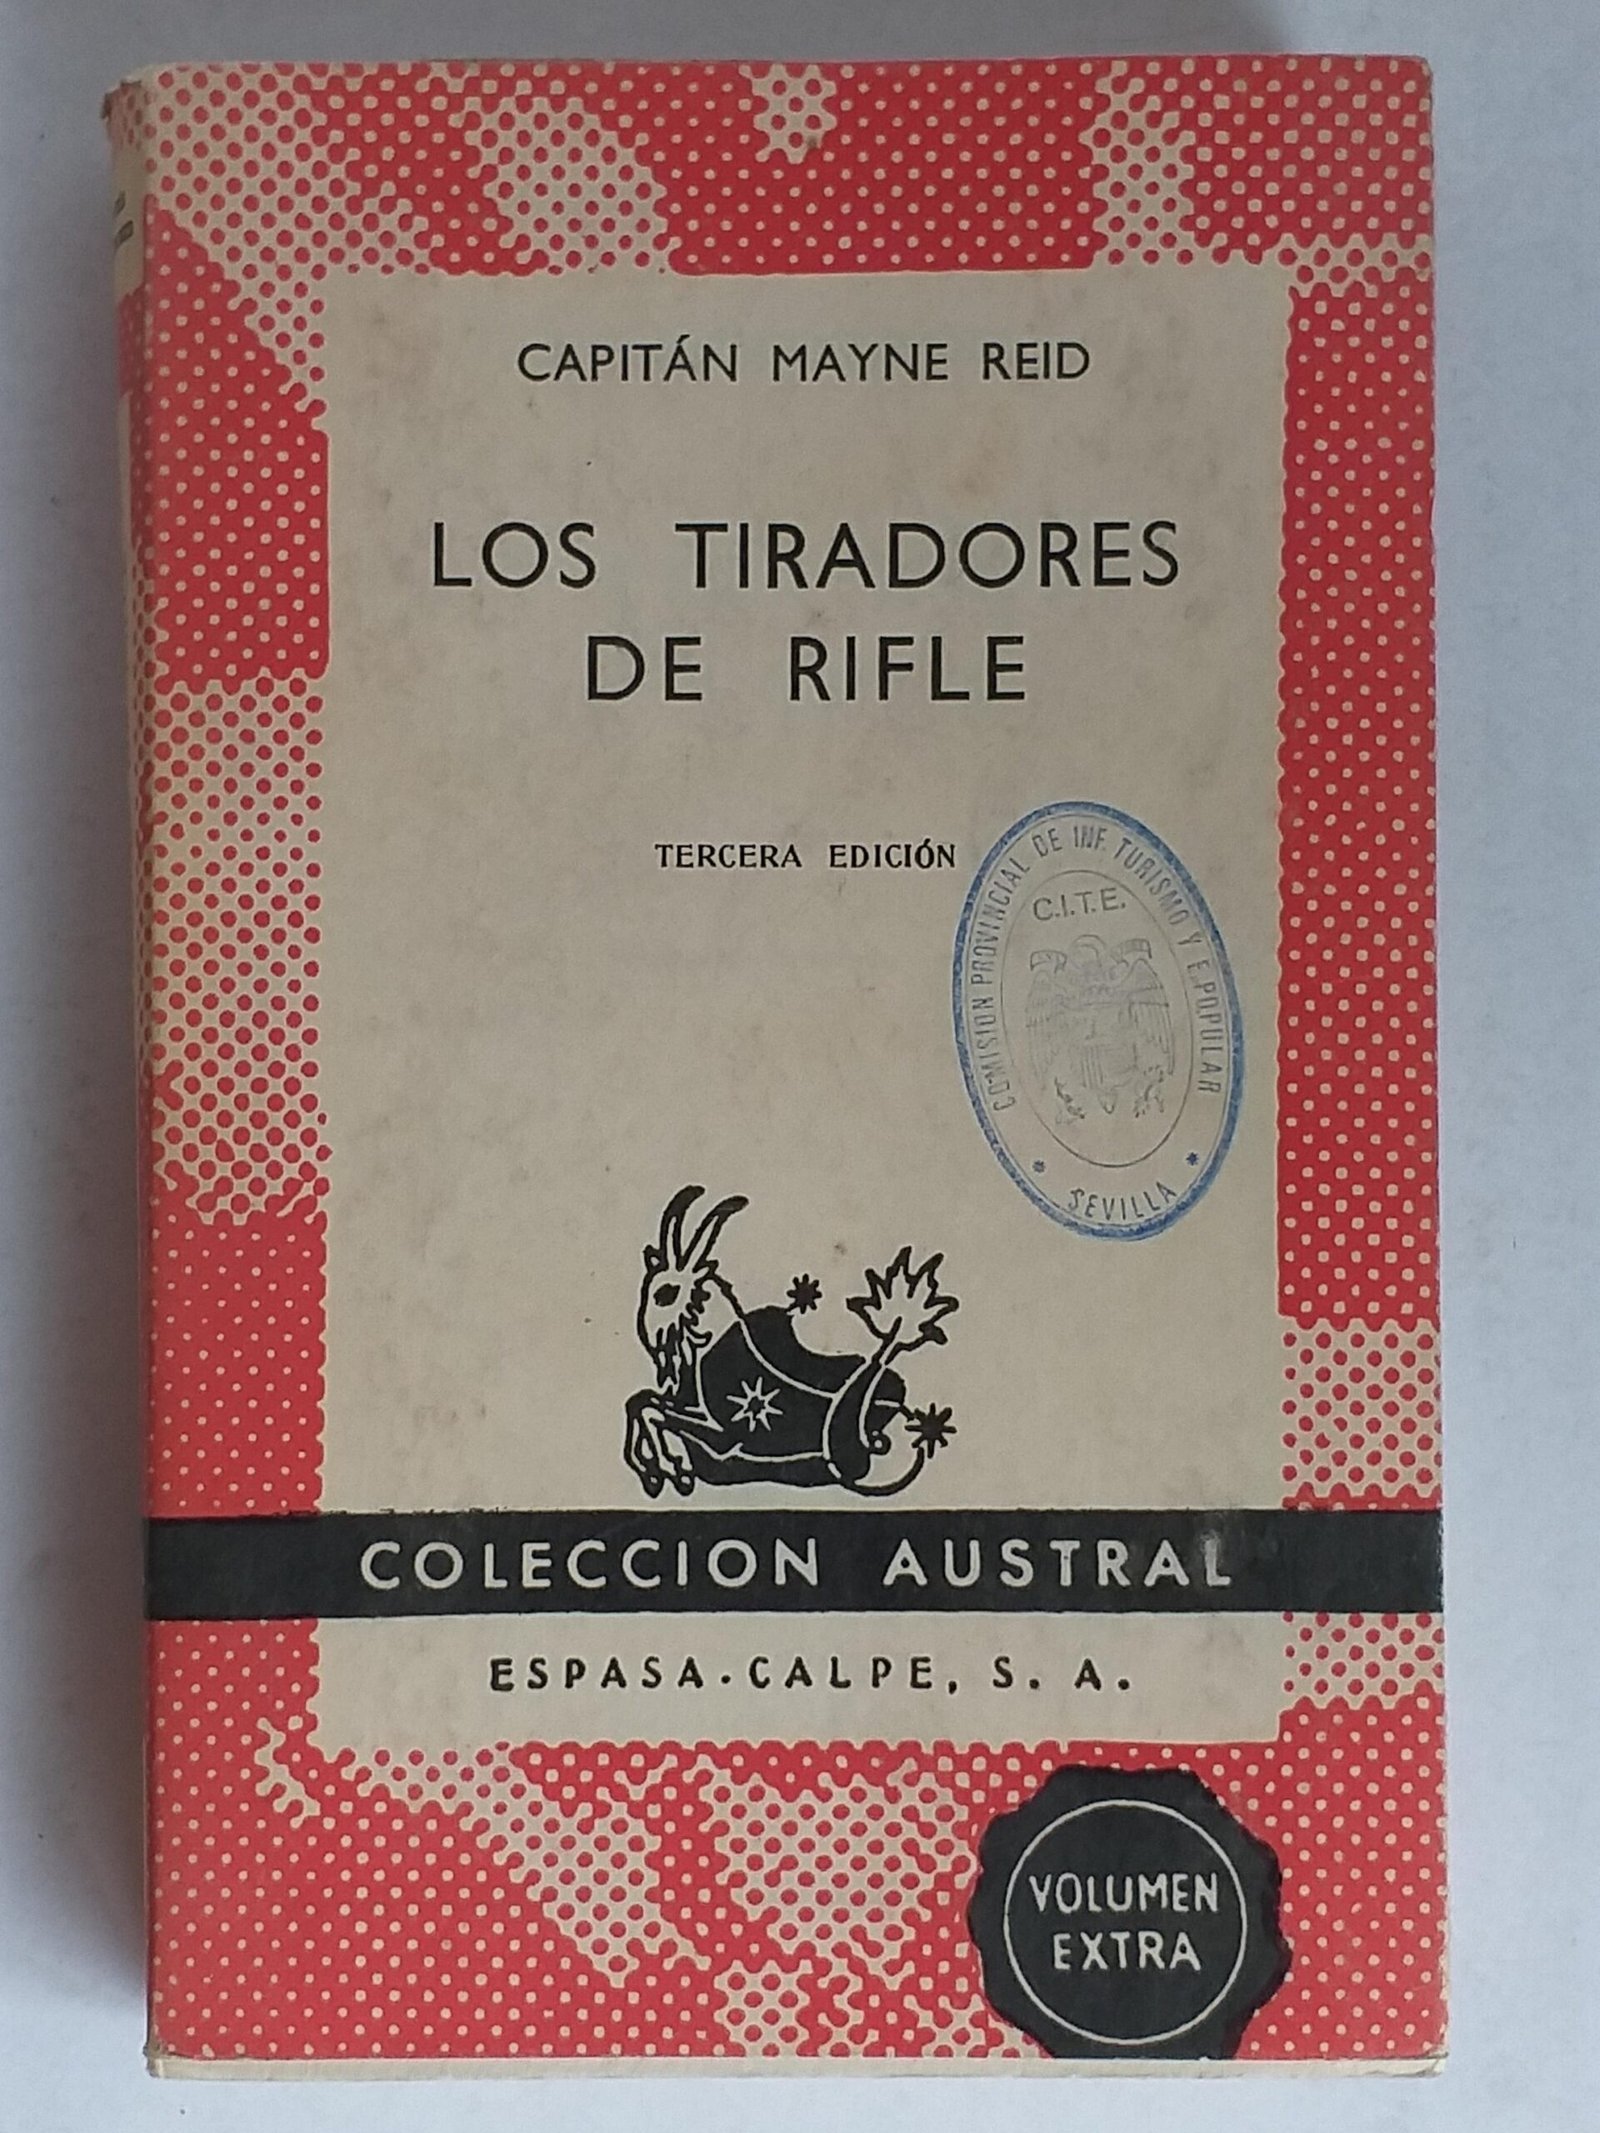 CAPITÁN MAYNE REID
LOS TIRADORES
DE RIFLE
TERCERA EDICIÓN
COMISION PROVINCIAL DE INF. TURISMO Y E.POPULAR
C.I.T.E.
* SEVILLA *
COLECCION AUSTRAL
ESPASA-CALPE, S. A.
VOLUMEN
EXTRA